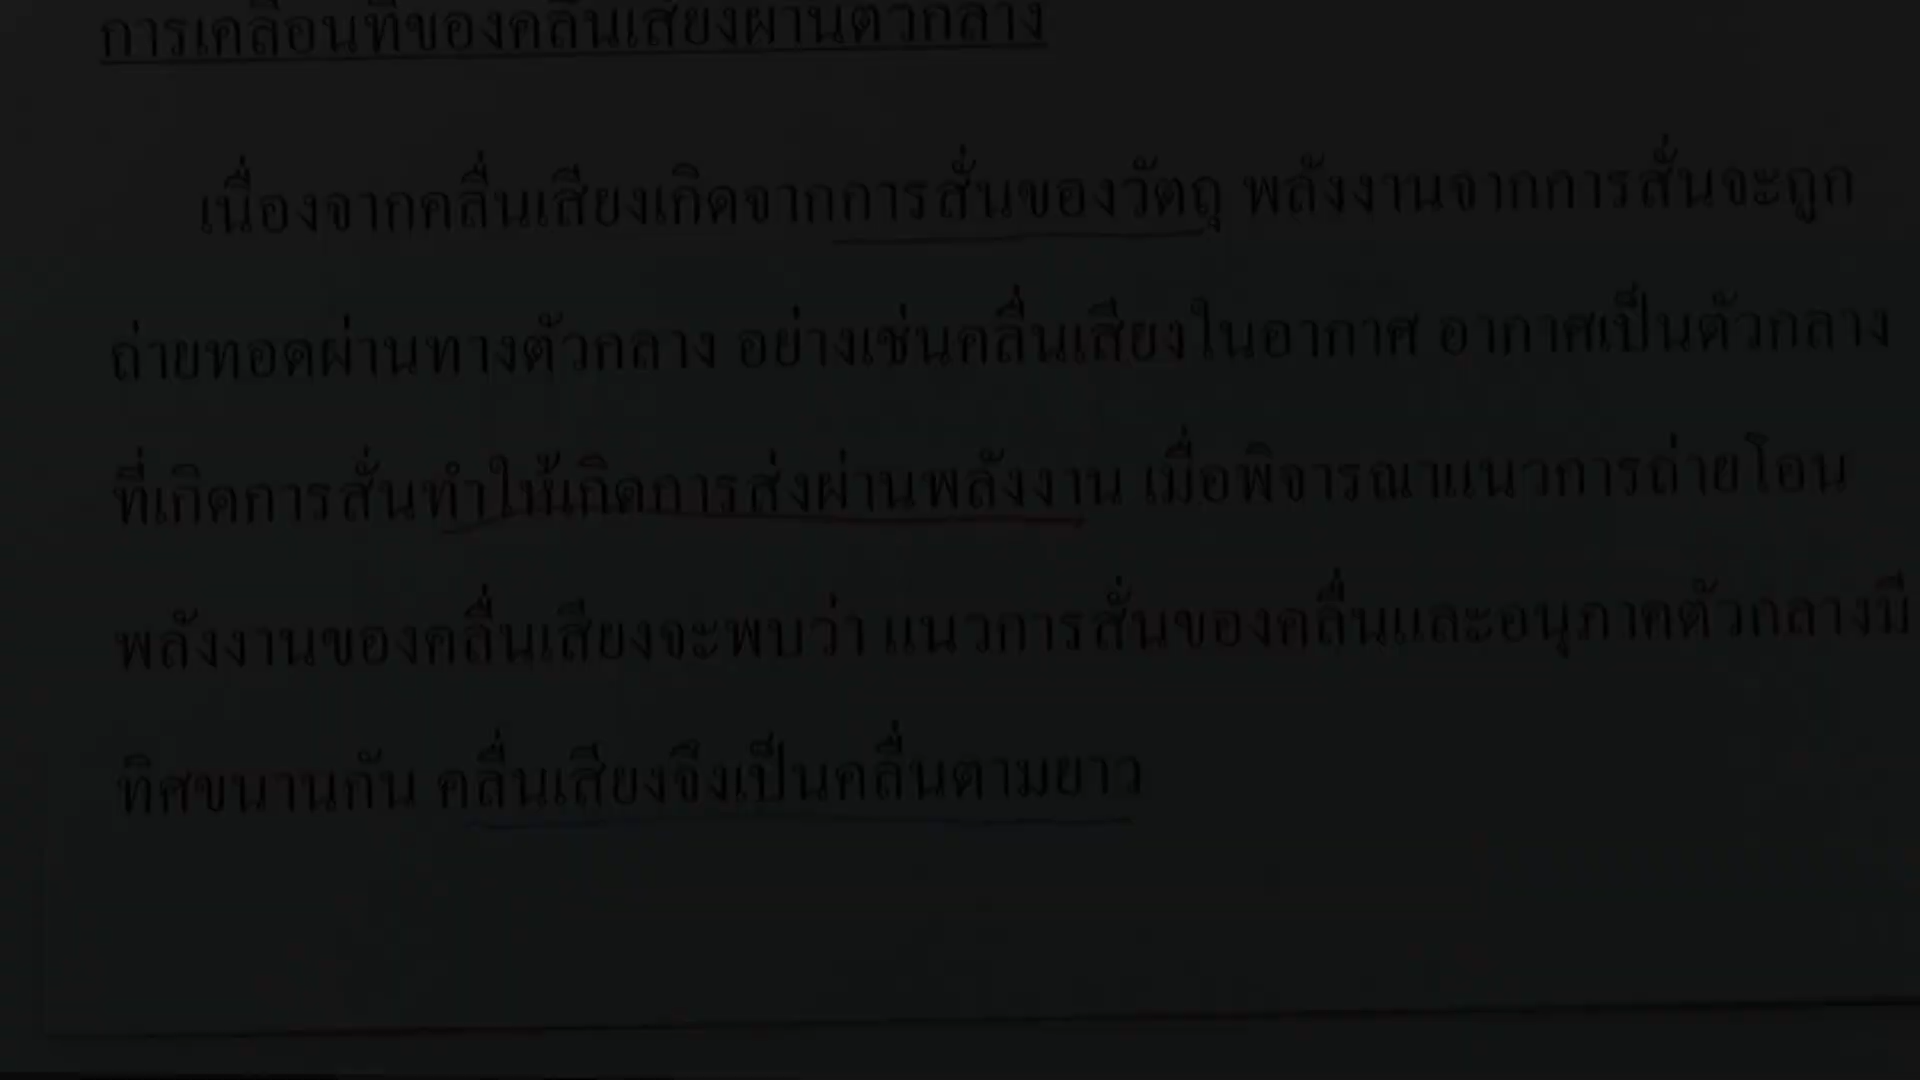 การเคลื่อนที่ของคลื่นเสียงผ่านตัวกลาง
เนื่องจากคลื่นเสียงเกิดจากการสั่นของวัตถุ พลังงานจากการสั่นจะถูก
ถ่ายทอดผ่านทางตัวกลาง อย่างเช่นคลื่นเสียงในอากาศ อากาศเป็นตัวกลาง
ที่เกิดการสั่นทำให้เกิดการส่งผ่านพลังงาน เมื่อพิจารณาแนวการถ่ายโอน
พลังงานของคลื่นเสียงจะพบว่า แนวการสั่นของคลื่นและอนุภาคตัวกลางมี
ทิศขนานกัน คลื่นเสียงจึงเป็นคลื่นตามยาว